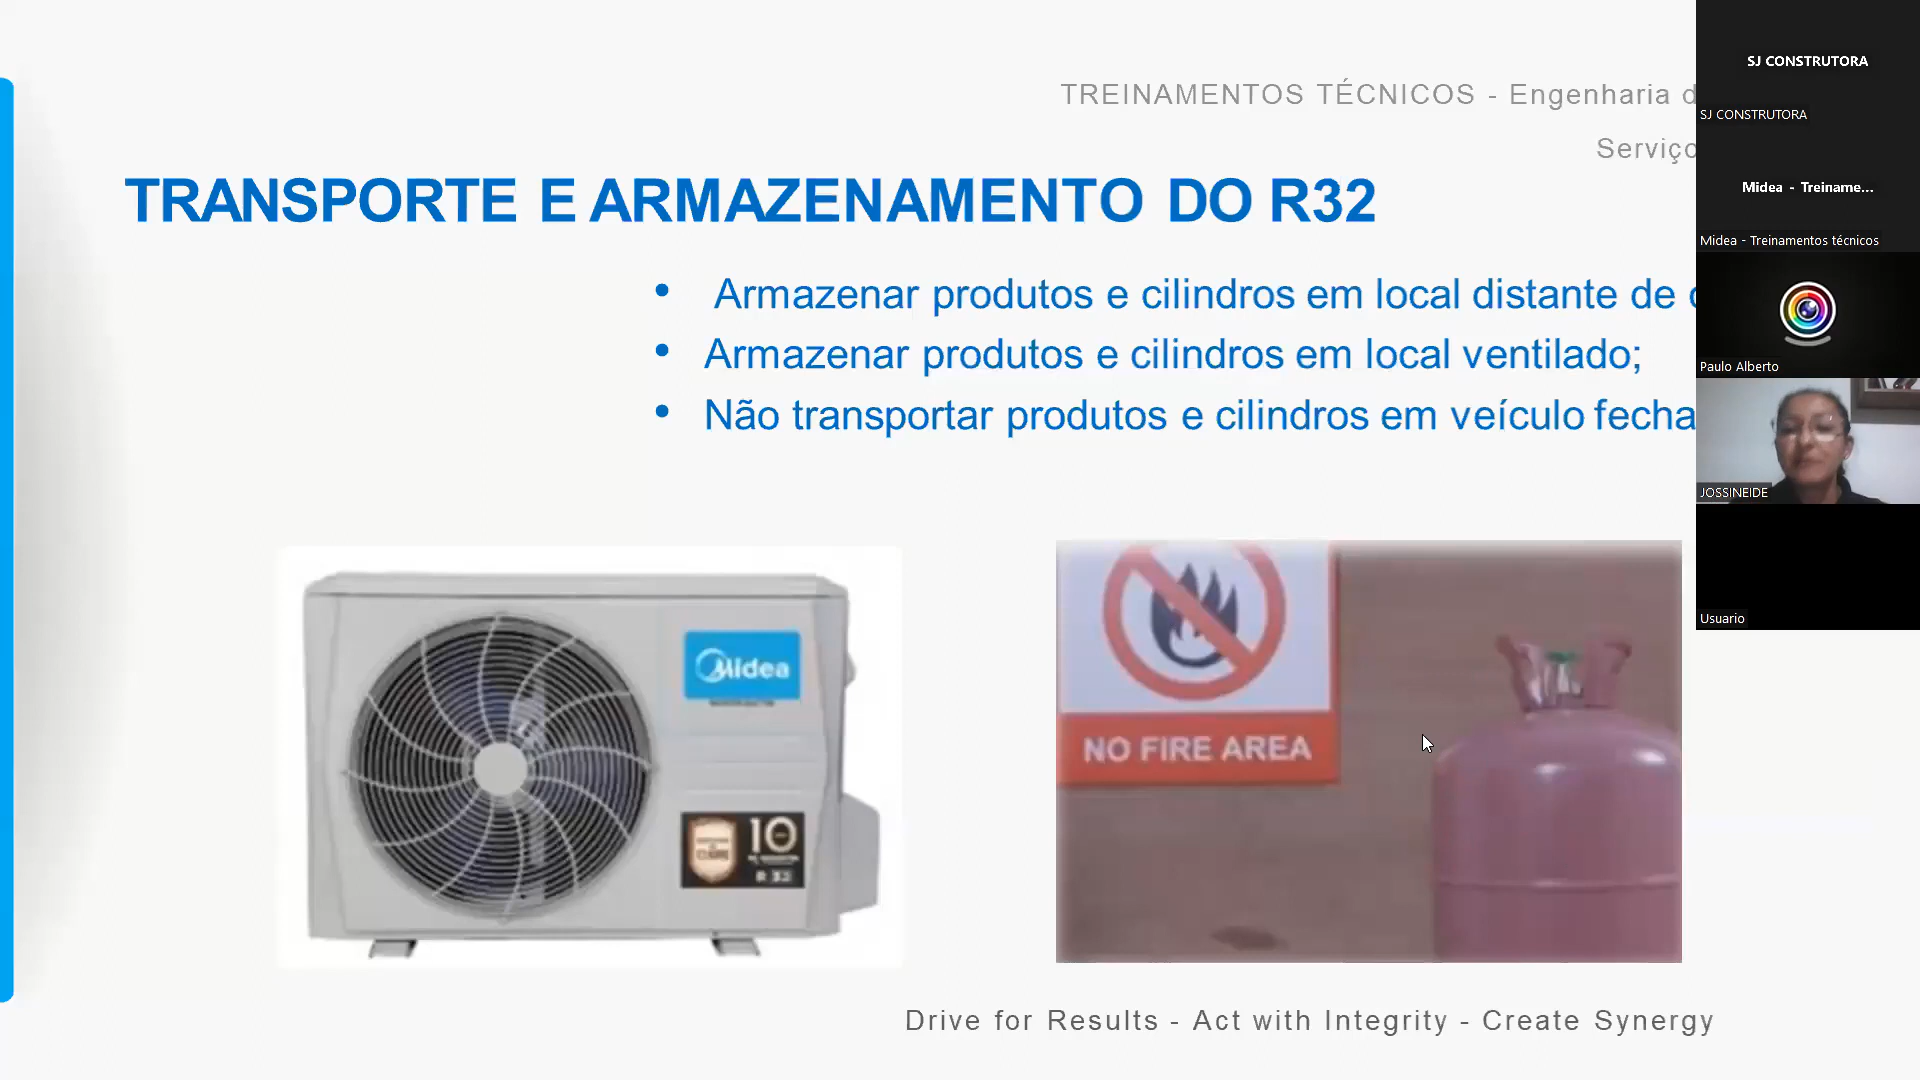 TREINAMENTOS TÉCNICOS - Engenharia d
Serviço
TRANSPORTE E ARMAZENAMENTO DO R32
• Armazenar produtos e cilindros em local distante de
• Armazenar produtos e cilindros em local ventilado;
• Não transportar produtos e cilindros em veículo fecha
Midea
10
R 32
NO FIRE AREA
Drive for Results - Act with Integrity - Create Synergy
SJ CONSTRUTORA
SJ CONSTRUTORA
Midea - Treiname...
Midea - Treinamentos técnicos
Paulo Alberto
JOSSINEIDE
Usuario